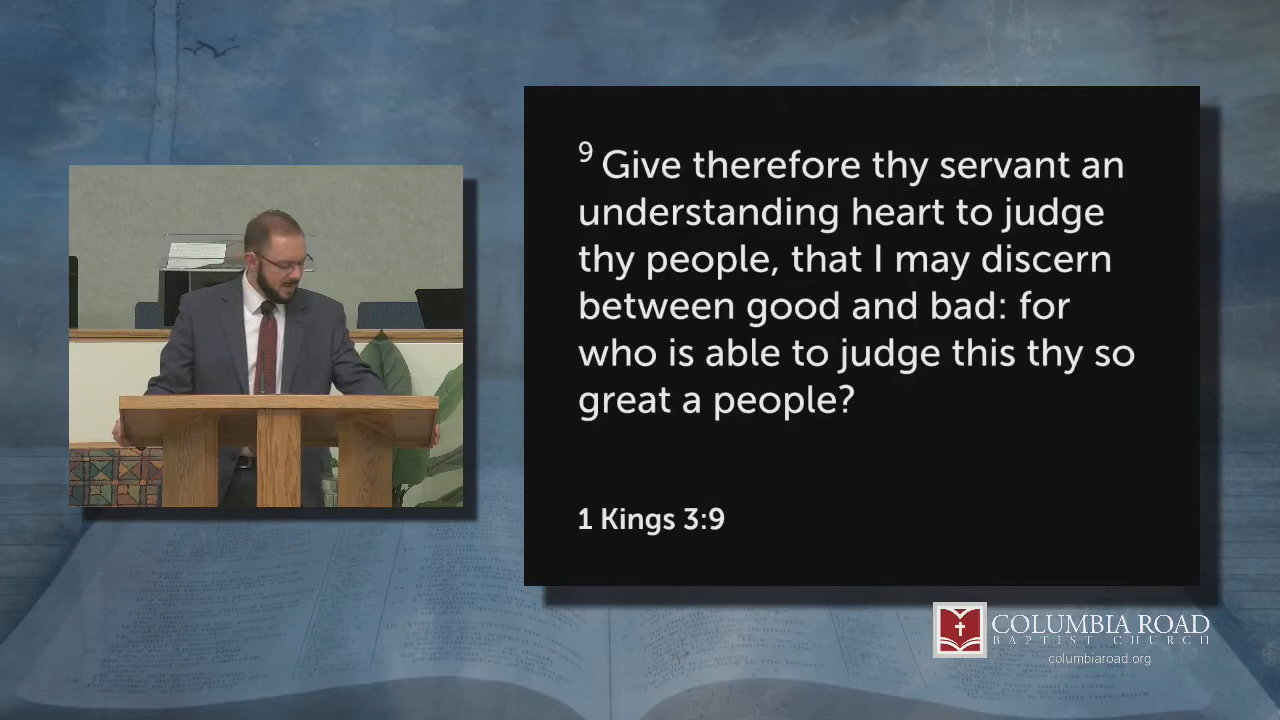 9 Give therefore thy servant an
understanding heart to judge
thy people, that I may discern
between good and bad: for
who is able to judge this thy so
great a people?
1 Kings 3:9
COLUMBIA ROAD
BAPTIST CHURCH
columbiaroad.org